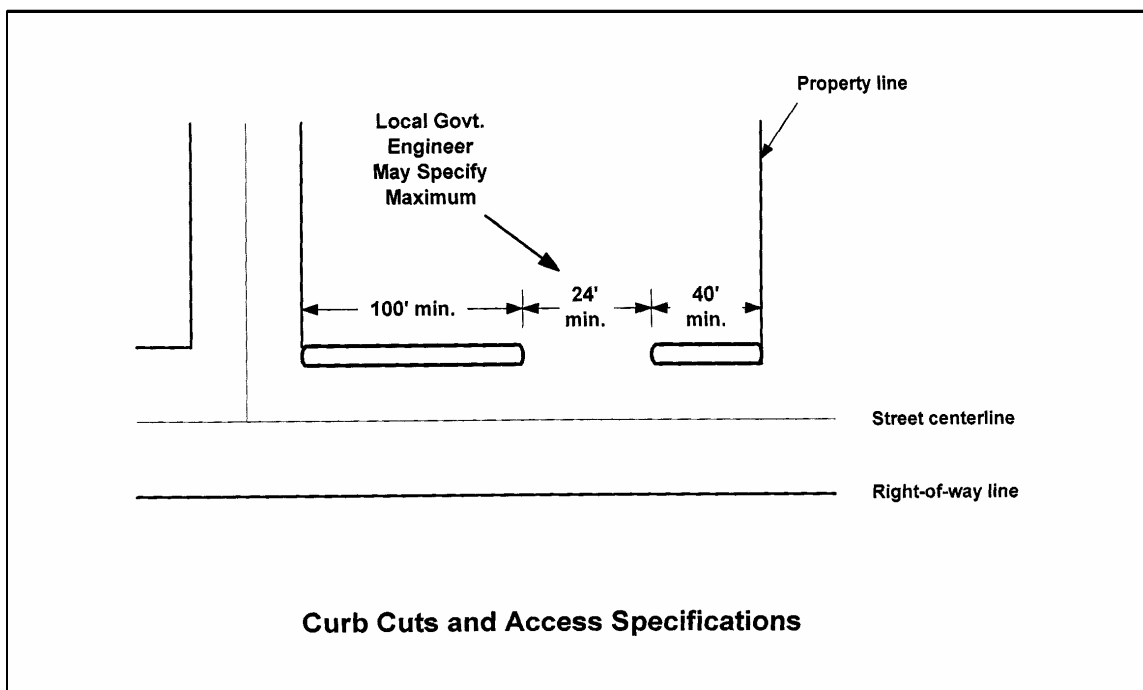 Property line
Local Govt.
Engineer
May Specify
Maximum
100' min.
24'
min.
40'
min.
Street centerline
Right-of-way line
Curb Cuts and Access Specifications